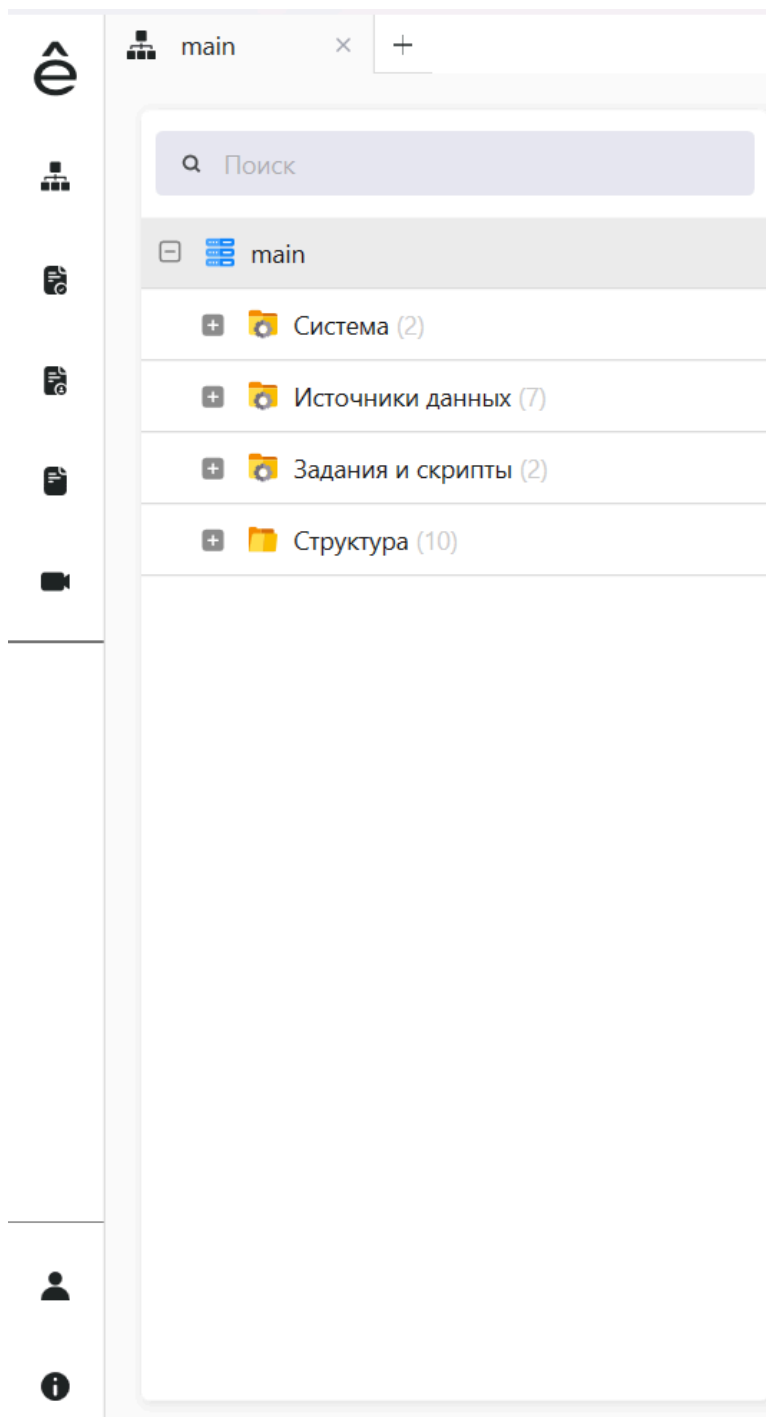 ê
main
Поиск
main
Система (2)
Источники данных (7)
Задания и скрипты (2)
Структура (10)